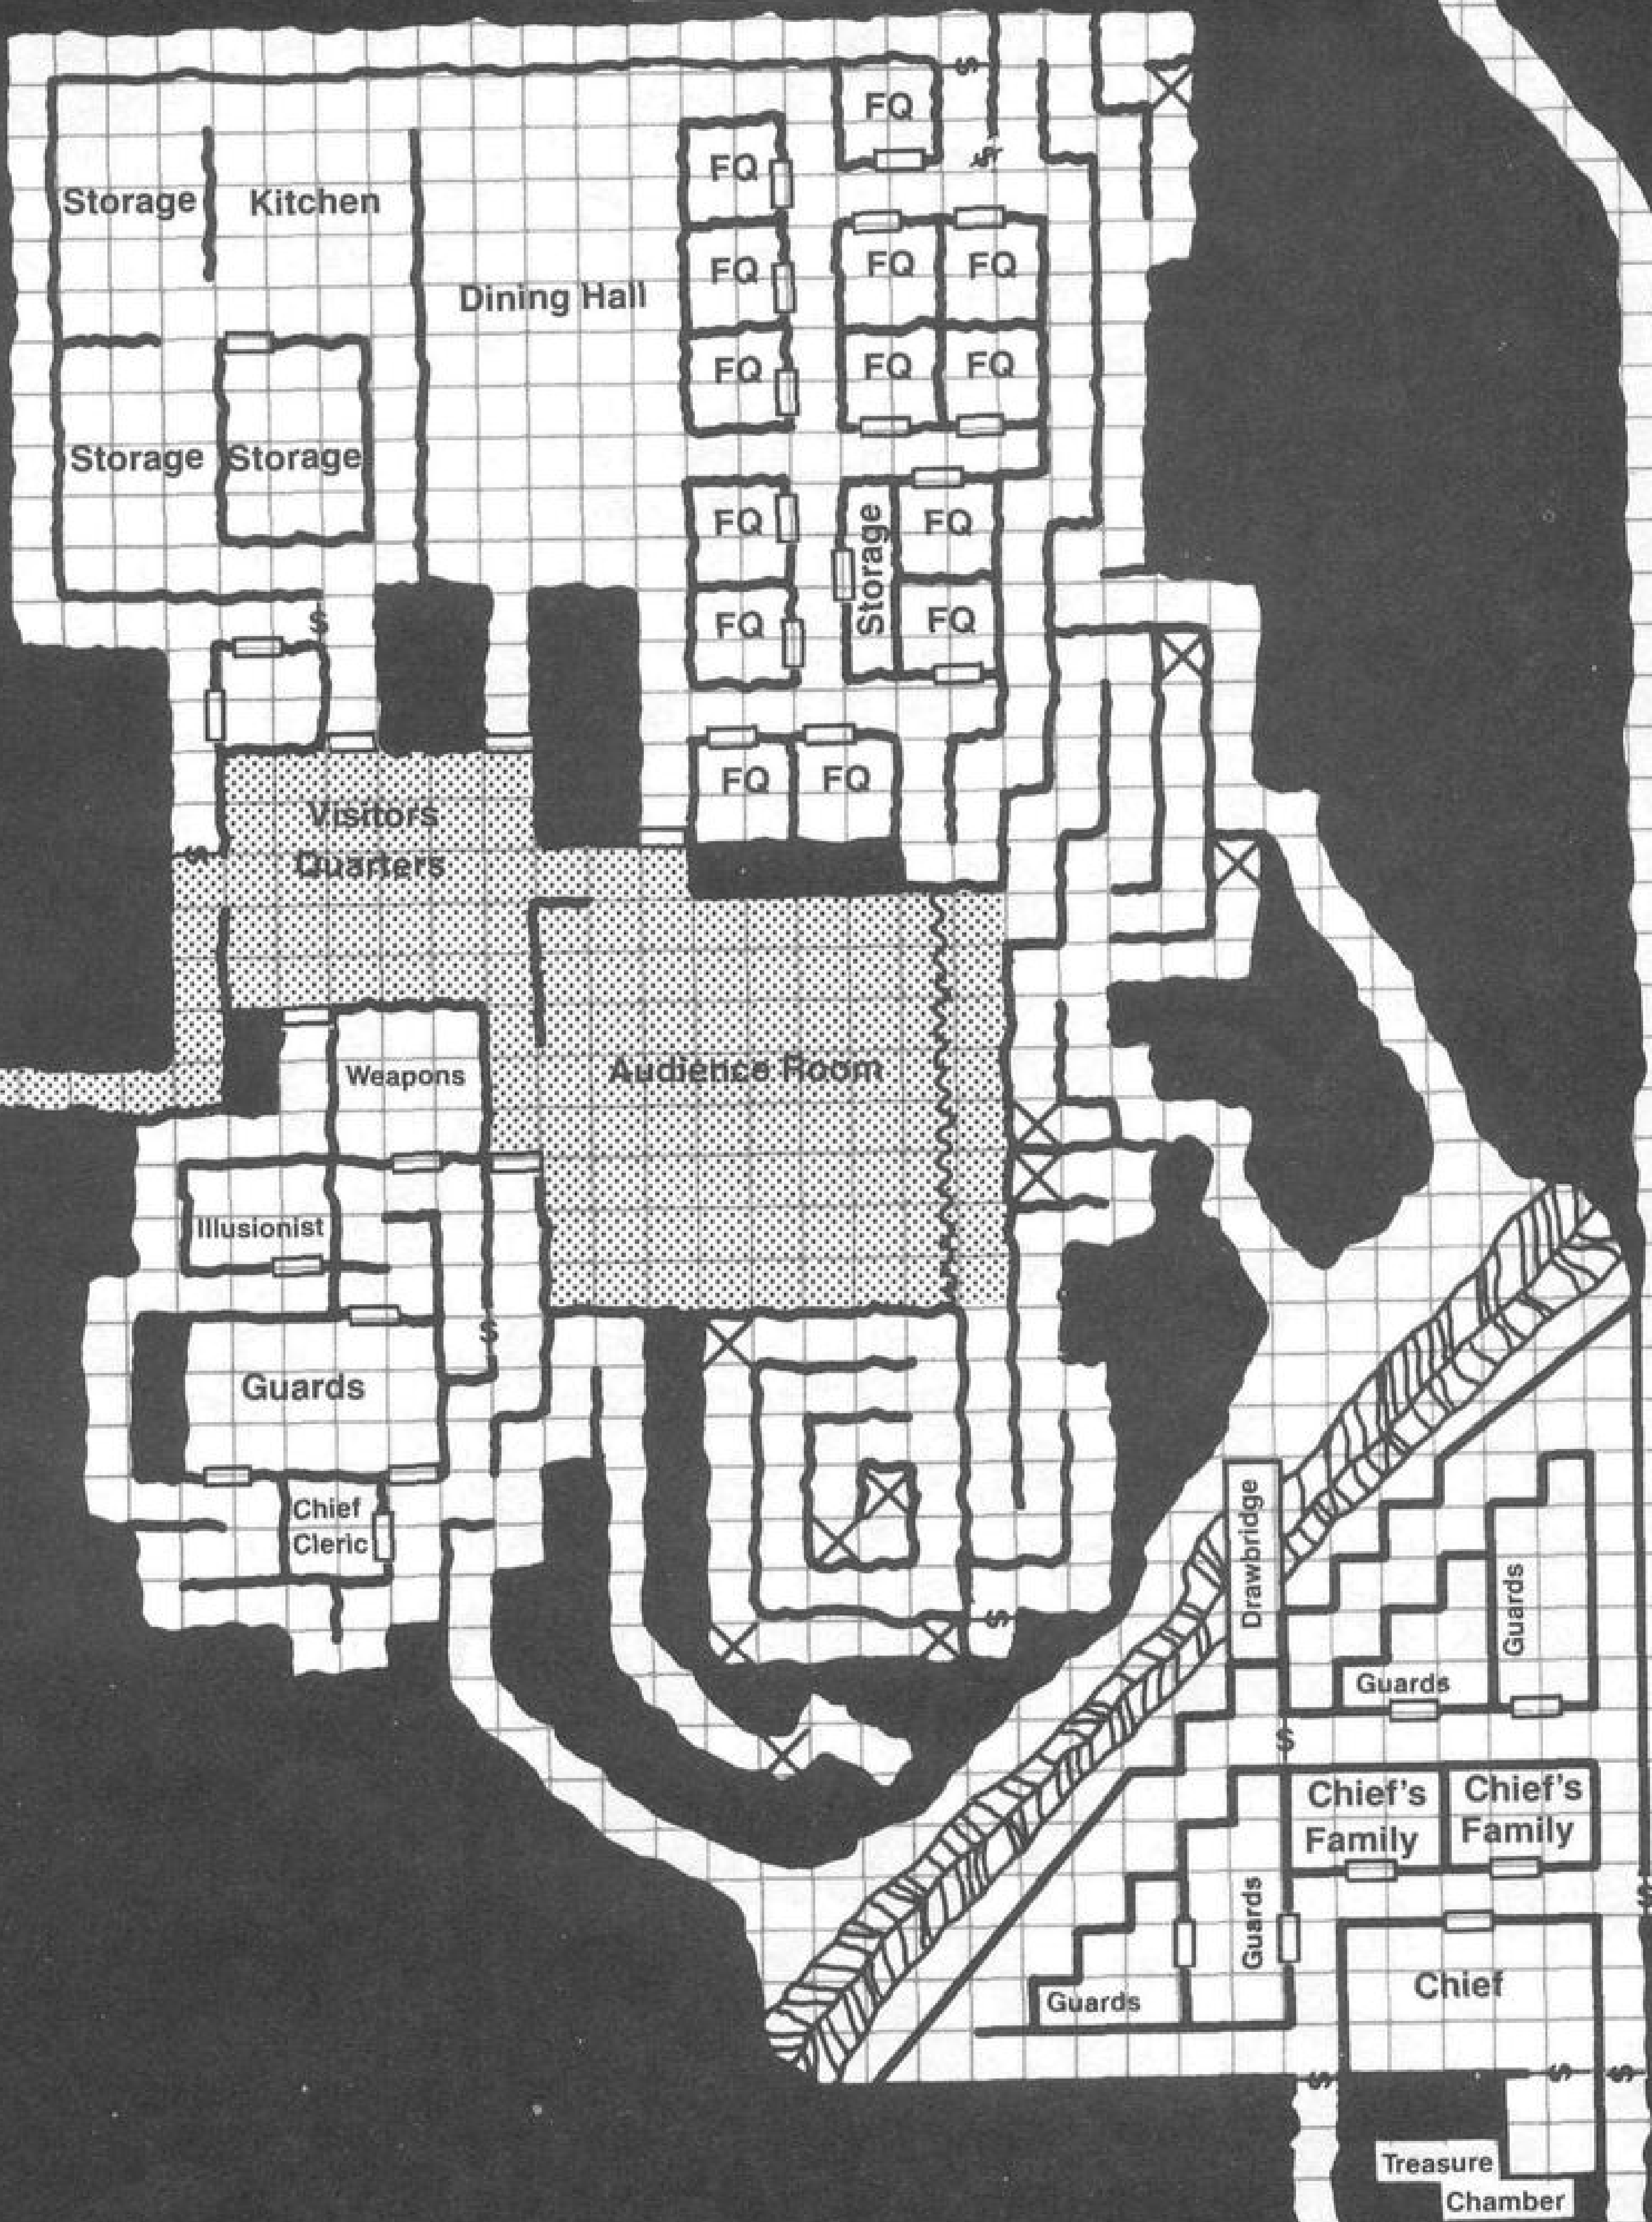 S
FQ
FQ
S
Storage
Kitchen
FQ
FQ
FQ
Dining Hall
FQ
FQ
FQ
Storage
Storage
FQ
FQ
Storage
S
FQ
FQ
FQ
FQ
Visitors
Quarters
S
Audience Room
Weapons
Illusionist
S
Guards
Chief
Cleric
Drawbridge
S
Guards
Guards
S
Chief's
Family
Chief's
Family
Guards
S
Guards
Chief
S
S
S
Treasure
Chamber